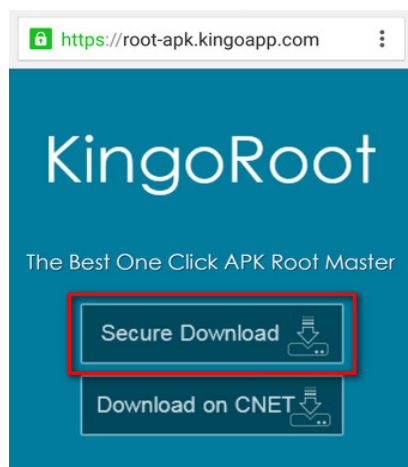 https://root-apk.kingoapp.com
KingoRoot
The Best One Click APK Root Master
Secure Download
Download on CNET